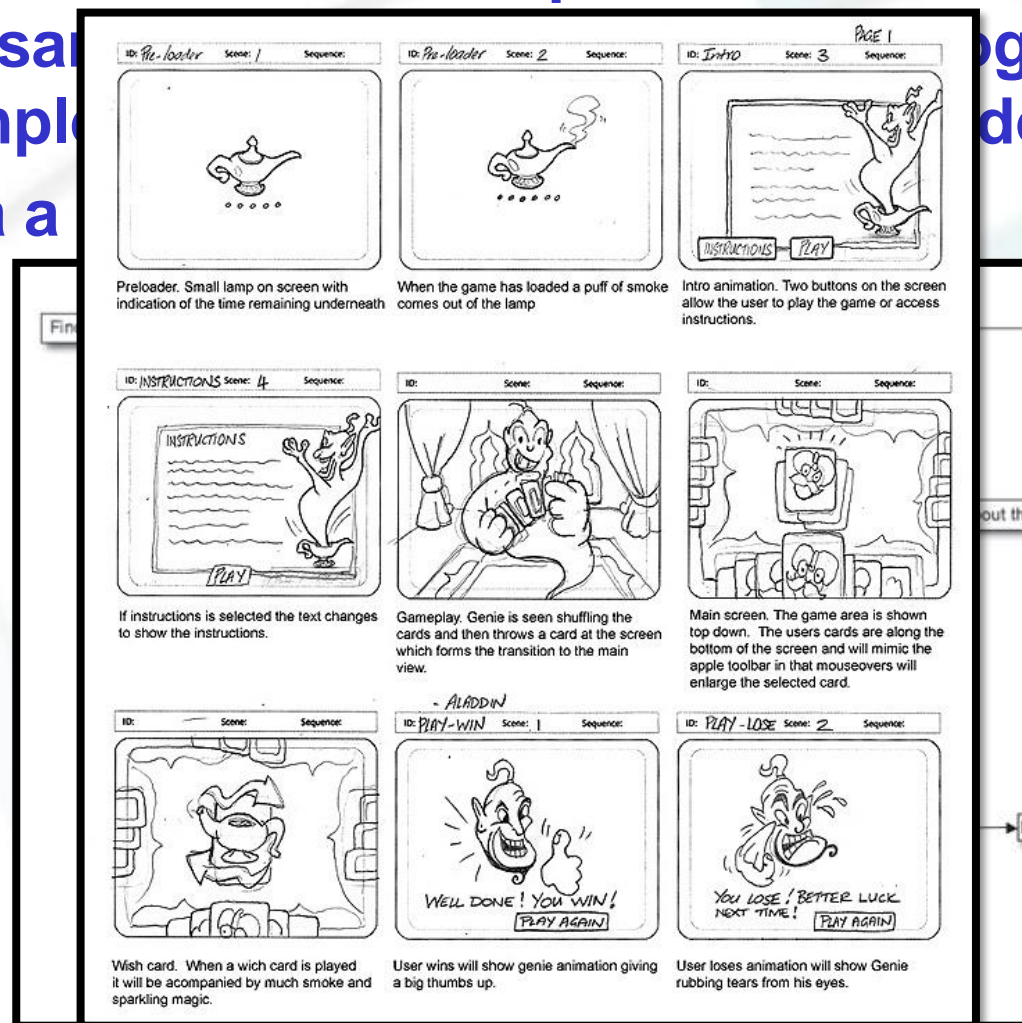 PAGE 1
ID: Pre-loader Scene: 1 Sequence:
ID: Pre-loader Scene: 2 Sequence:
ID: Intro Scene: 3 Sequence:
INSTRUCTIONS PLAY
Preloader. Small lamp on screen with
indication of the time remaining underneath
When the game has loaded a puff of smoke
comes out of the lamp
Intro animation. Two buttons on the screen
allow the user to play the game or access
instructions.
ID: INSTRUCTIONS Scene: 4 Sequence:
ID: Scene: Sequence:
ID: Scene: Sequence:
INSTRUCTIONS
PLAY
If instructions is selected the text changes
to show the instructions.
Gameplay. Genie is seen shuffling the
cards and then throws a card at the screen
which forms the transition to the main
view.
Main screen. The game area is shown
top down. The users cards are along the
bottom of the screen and will mimic the
apple toolbar in that mouseovers will
enlarge the selected card.
ID: Scene: Sequence:
- ALADDIN
ID: PLAY-WIN Scene: 1 Sequence:
ID: PLAY-LOSE Scene: 2 Sequence:
WELL DONE! YOU WIN!
PLAY AGAIN
YOU LOSE! BETTER LUCK
NEXT TIME! PLAY AGAIN
Wish card. When a wich card is played
it will be acompanied by much smoke and
sparkling magic.
User wins will show genie animation giving
a big thumbs up.
User loses animation will show Genie
rubbing tears from his eyes.
a